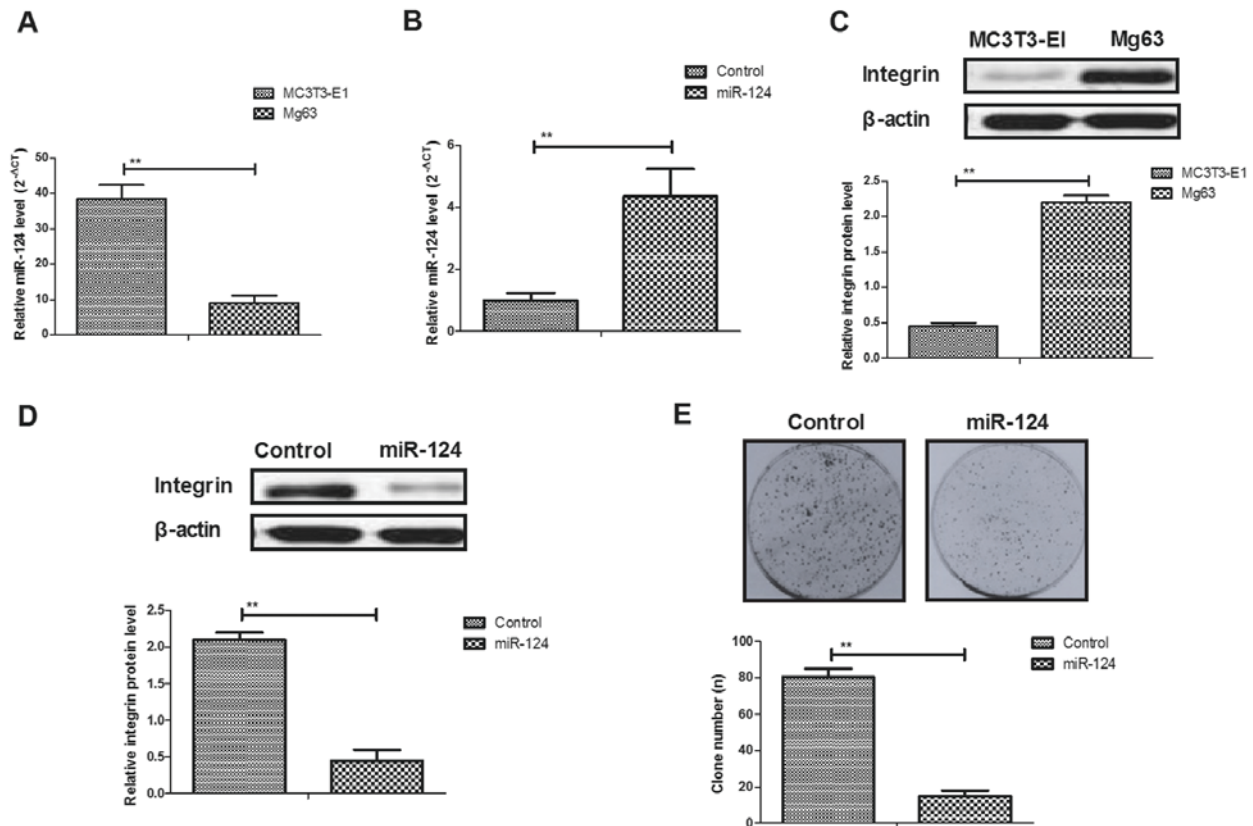 A
MC3T3-E1
Mg63
Relative miR-124 level (2^-ΔCT)
50
40
30
20
10
0
**
B
Control
miR-124
Relative miR-124 level (2^-ΔCT)
6
4
2
0
**
C
MC3T3-EI Mg63
Integrin
β-actin
MC3T3-E1
Mg63
Relative integrin protein level
2.5
2.0
1.5
1.0
0.5
0.0
**
D
Control miR-124
Integrin
β-actin
Control
miR-124
Relative integrin protein level
2.5
2.0
1.5
1.0
0.5
0.0
**
E
Control miR-124
Control
miR-124
Clone number (n)
100
80
60
40
20
0
**